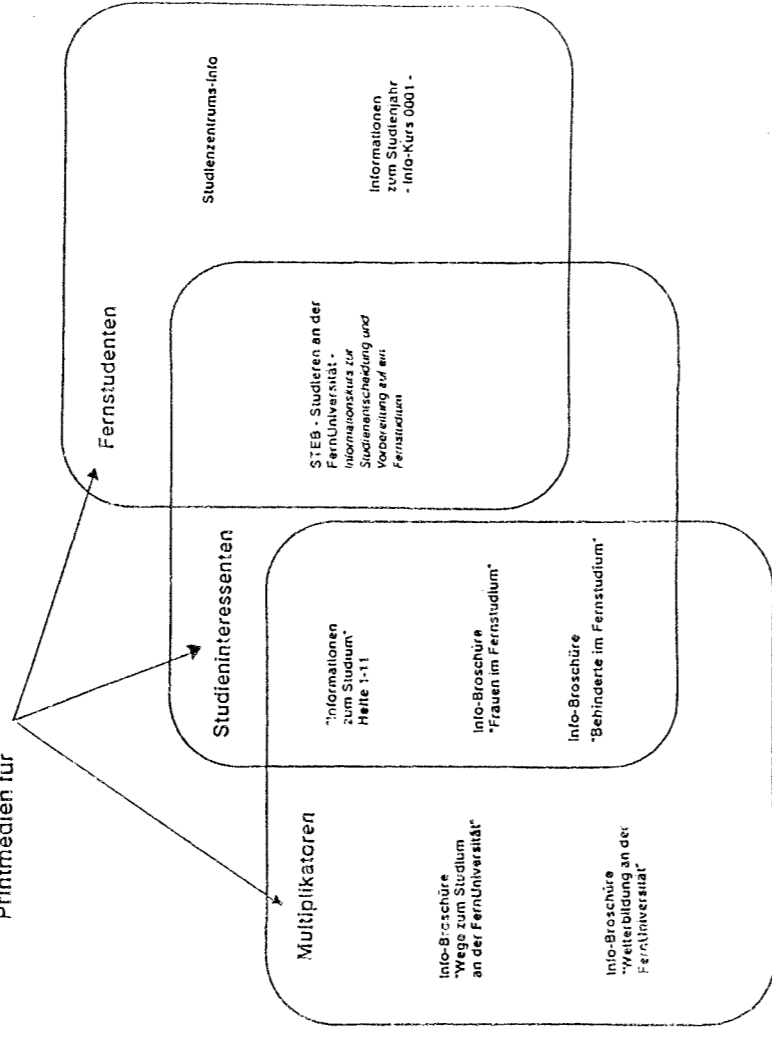 Printmedien für
Multiplikatoren
Info-Broschüre
"Wege zum Studium
an der FernUniversität"
Info-Broschüre
"Weiterbildung an der
FernUniversität"
Studieninteressenten
"Informationen
zum Studium"
Hefte 1-11
Info-Broschüre
"Frauen im Fernstudium"
Info-Broschüre
"Behinderte im Fernstudium"
Fernstudenten
STEB - Studieren an der
FernUniversität -
Informationskurs zur
Studienentscheidung und
Vorbereitung auf ein
Fernstudium
Studienzentrums-Info
Informationen
zum Studienjahr
- Info-Kurs 0001 -